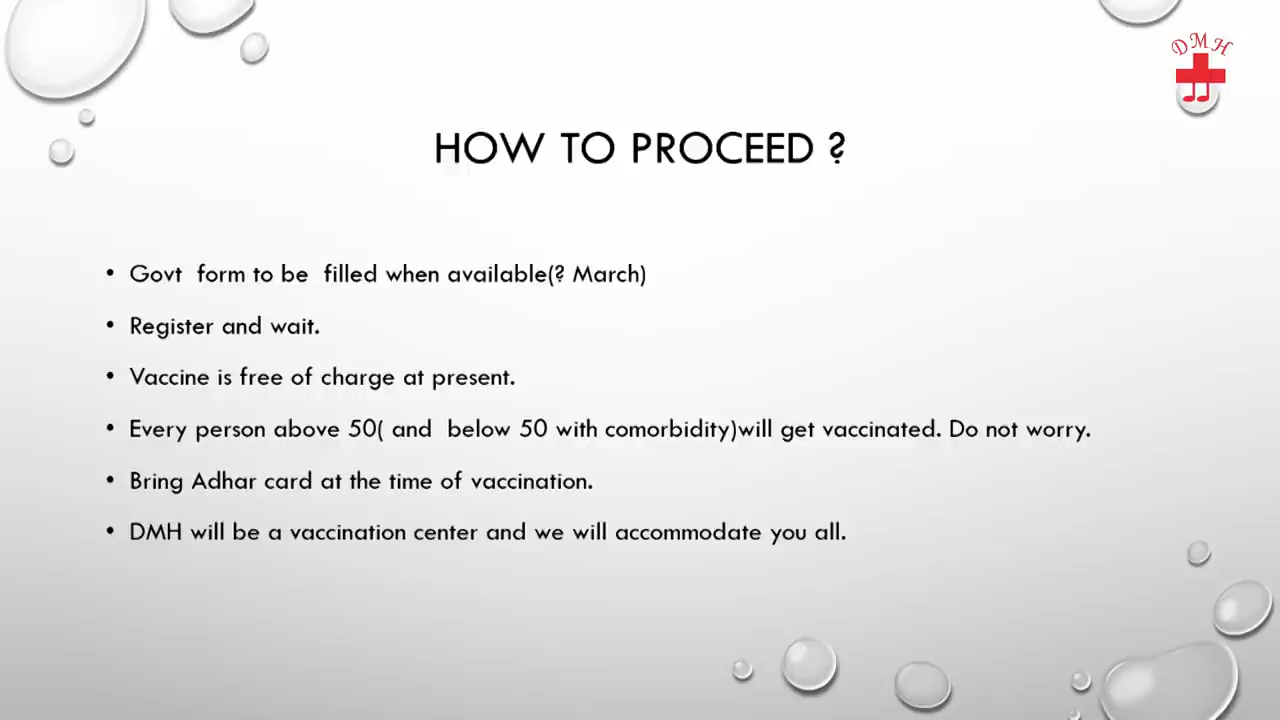 DMH
HOW TO PROCEED ?
• Govt form to be filled when available(? March)
• Register and wait.
• Vaccine is free of charge at present.
• Every person above 50( and below 50 with comorbidity)will get vaccinated. Do not worry.
• Bring Adhar card at the time of vaccination.
• DMH will be a vaccination center and we will accommodate you all.